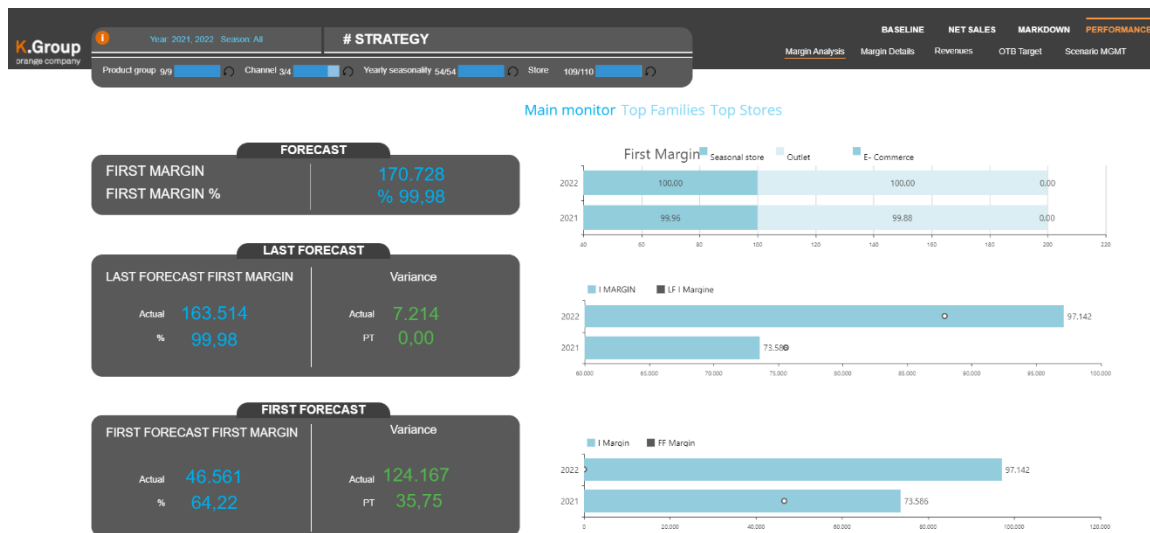 K.Group
orange company
i
Year: 2021, 2022 Season: All
# STRATEGY
BASELINE NET SALES MARKDOWN PERFORMANCE
Margin Analysis Margin Details Revenues OTB Target Scenario MGMT
Product group 9/9 Channel 3/4 Yearly seasonality 54/54 Store 109/110
Main monitor Top Families Top Stores
FORECAST
FIRST MARGIN 170.728
FIRST MARGIN % % 99,98
First Margin Seasonal store Outlet E- Commerce
2022 100,00 100,00 0,00
2021 99,96 99,88 0,00
40 60 80 100 120 140 160 180 200 220
LAST FORECAST
LAST FORECAST FIRST MARGIN Variance
Actual 163.514 Actual 7.214
% 99,98 PT 0,00
I MARGIN LF I Margine
2022 97.142
2021 73.586
60.000 65.000 70.000 75.000 80.000 85.000 90.000 95.000 100.000
FIRST FORECAST
FIRST FORECAST FIRST MARGIN Variance
Actual 46.561 Actual 124.167
% 64,22 PT 35,75
I Margin FF Margin
2022 97.142
2021 73.586
0 20.000 40.000 60.000 80.000 100.000 120.000